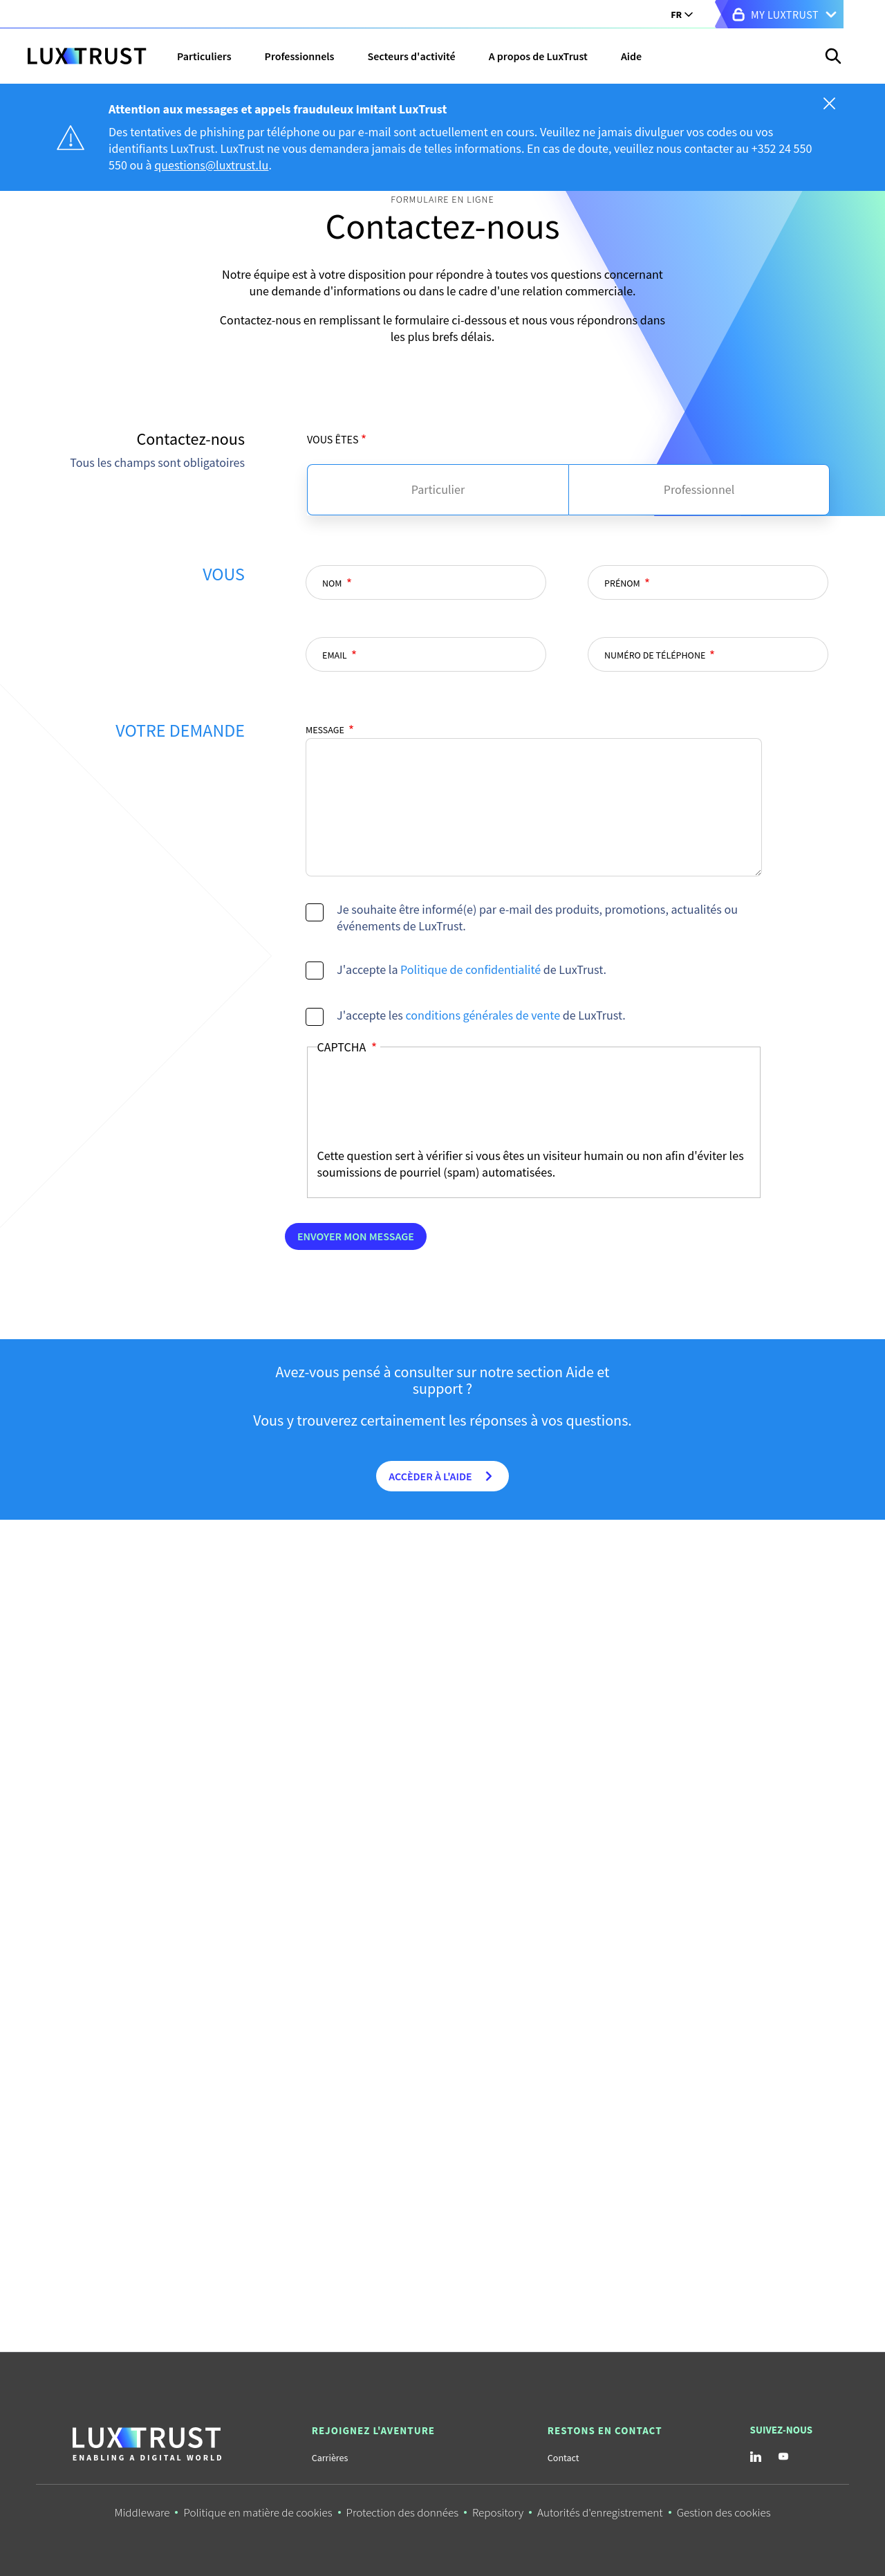 FR
MY LUXTRUST
LUXTRUST
Particuliers
Professionnels
Secteurs d'activité
A propos de LuxTrust
Aide
Attention aux messages et appels frauduleux imitant LuxTrust
Des tentatives de phishing par téléphone ou par e-mail sont actuellement en cours. Veuillez ne jamais divulguer vos codes ou vos
identifiants LuxTrust. LuxTrust ne vous demandera jamais de telles informations. En cas de doute, veuillez nous contacter au +352 24 550
550 ou à questions@luxtrust.lu.
FORMULAIRE EN LIGNE
Contactez-nous
Notre équipe est à votre disposition pour répondre à toutes vos questions concernant
une demande d'informations ou dans le cadre d'une relation commerciale.
Contactez-nous en remplissant le formulaire ci-dessous et nous vous répondrons dans
les plus brefs délais.
Contactez-nous
Tous les champs sont obligatoires
VOUS ÊTES *
Particulier
Professionnel
VOUS
NOM *
PRÉNOM *
EMAIL *
NUMÉRO DE TÉLÉPHONE *
VOTRE DEMANDE
MESSAGE *
Je souhaite être informé(e) par e-mail des produits, promotions, actualités ou
événements de LuxTrust.
J'accepte la Politique de confidentialité de LuxTrust.
J'accepte les conditions générales de vente de LuxTrust.
CAPTCHA *
Cette question sert à vérifier si vous êtes un visiteur humain ou non afin d'éviter les
soumissions de pourriel (spam) automatisées.
ENVOYER MON MESSAGE
Avez-vous pensé à consulter sur notre section Aide et
support ?
Vous y trouverez certainement les réponses à vos questions.
ACCÈDER À L'AIDE
LUXTRUST
ENABLING A DIGITAL WORLD
REJOIGNEZ L'AVENTURE
Carrières
RESTONS EN CONTACT
Contact
SUIVEZ-NOUS
Middleware • Politique en matière de cookies • Protection des données • Repository • Autorités d'enregistrement • Gestion des cookies